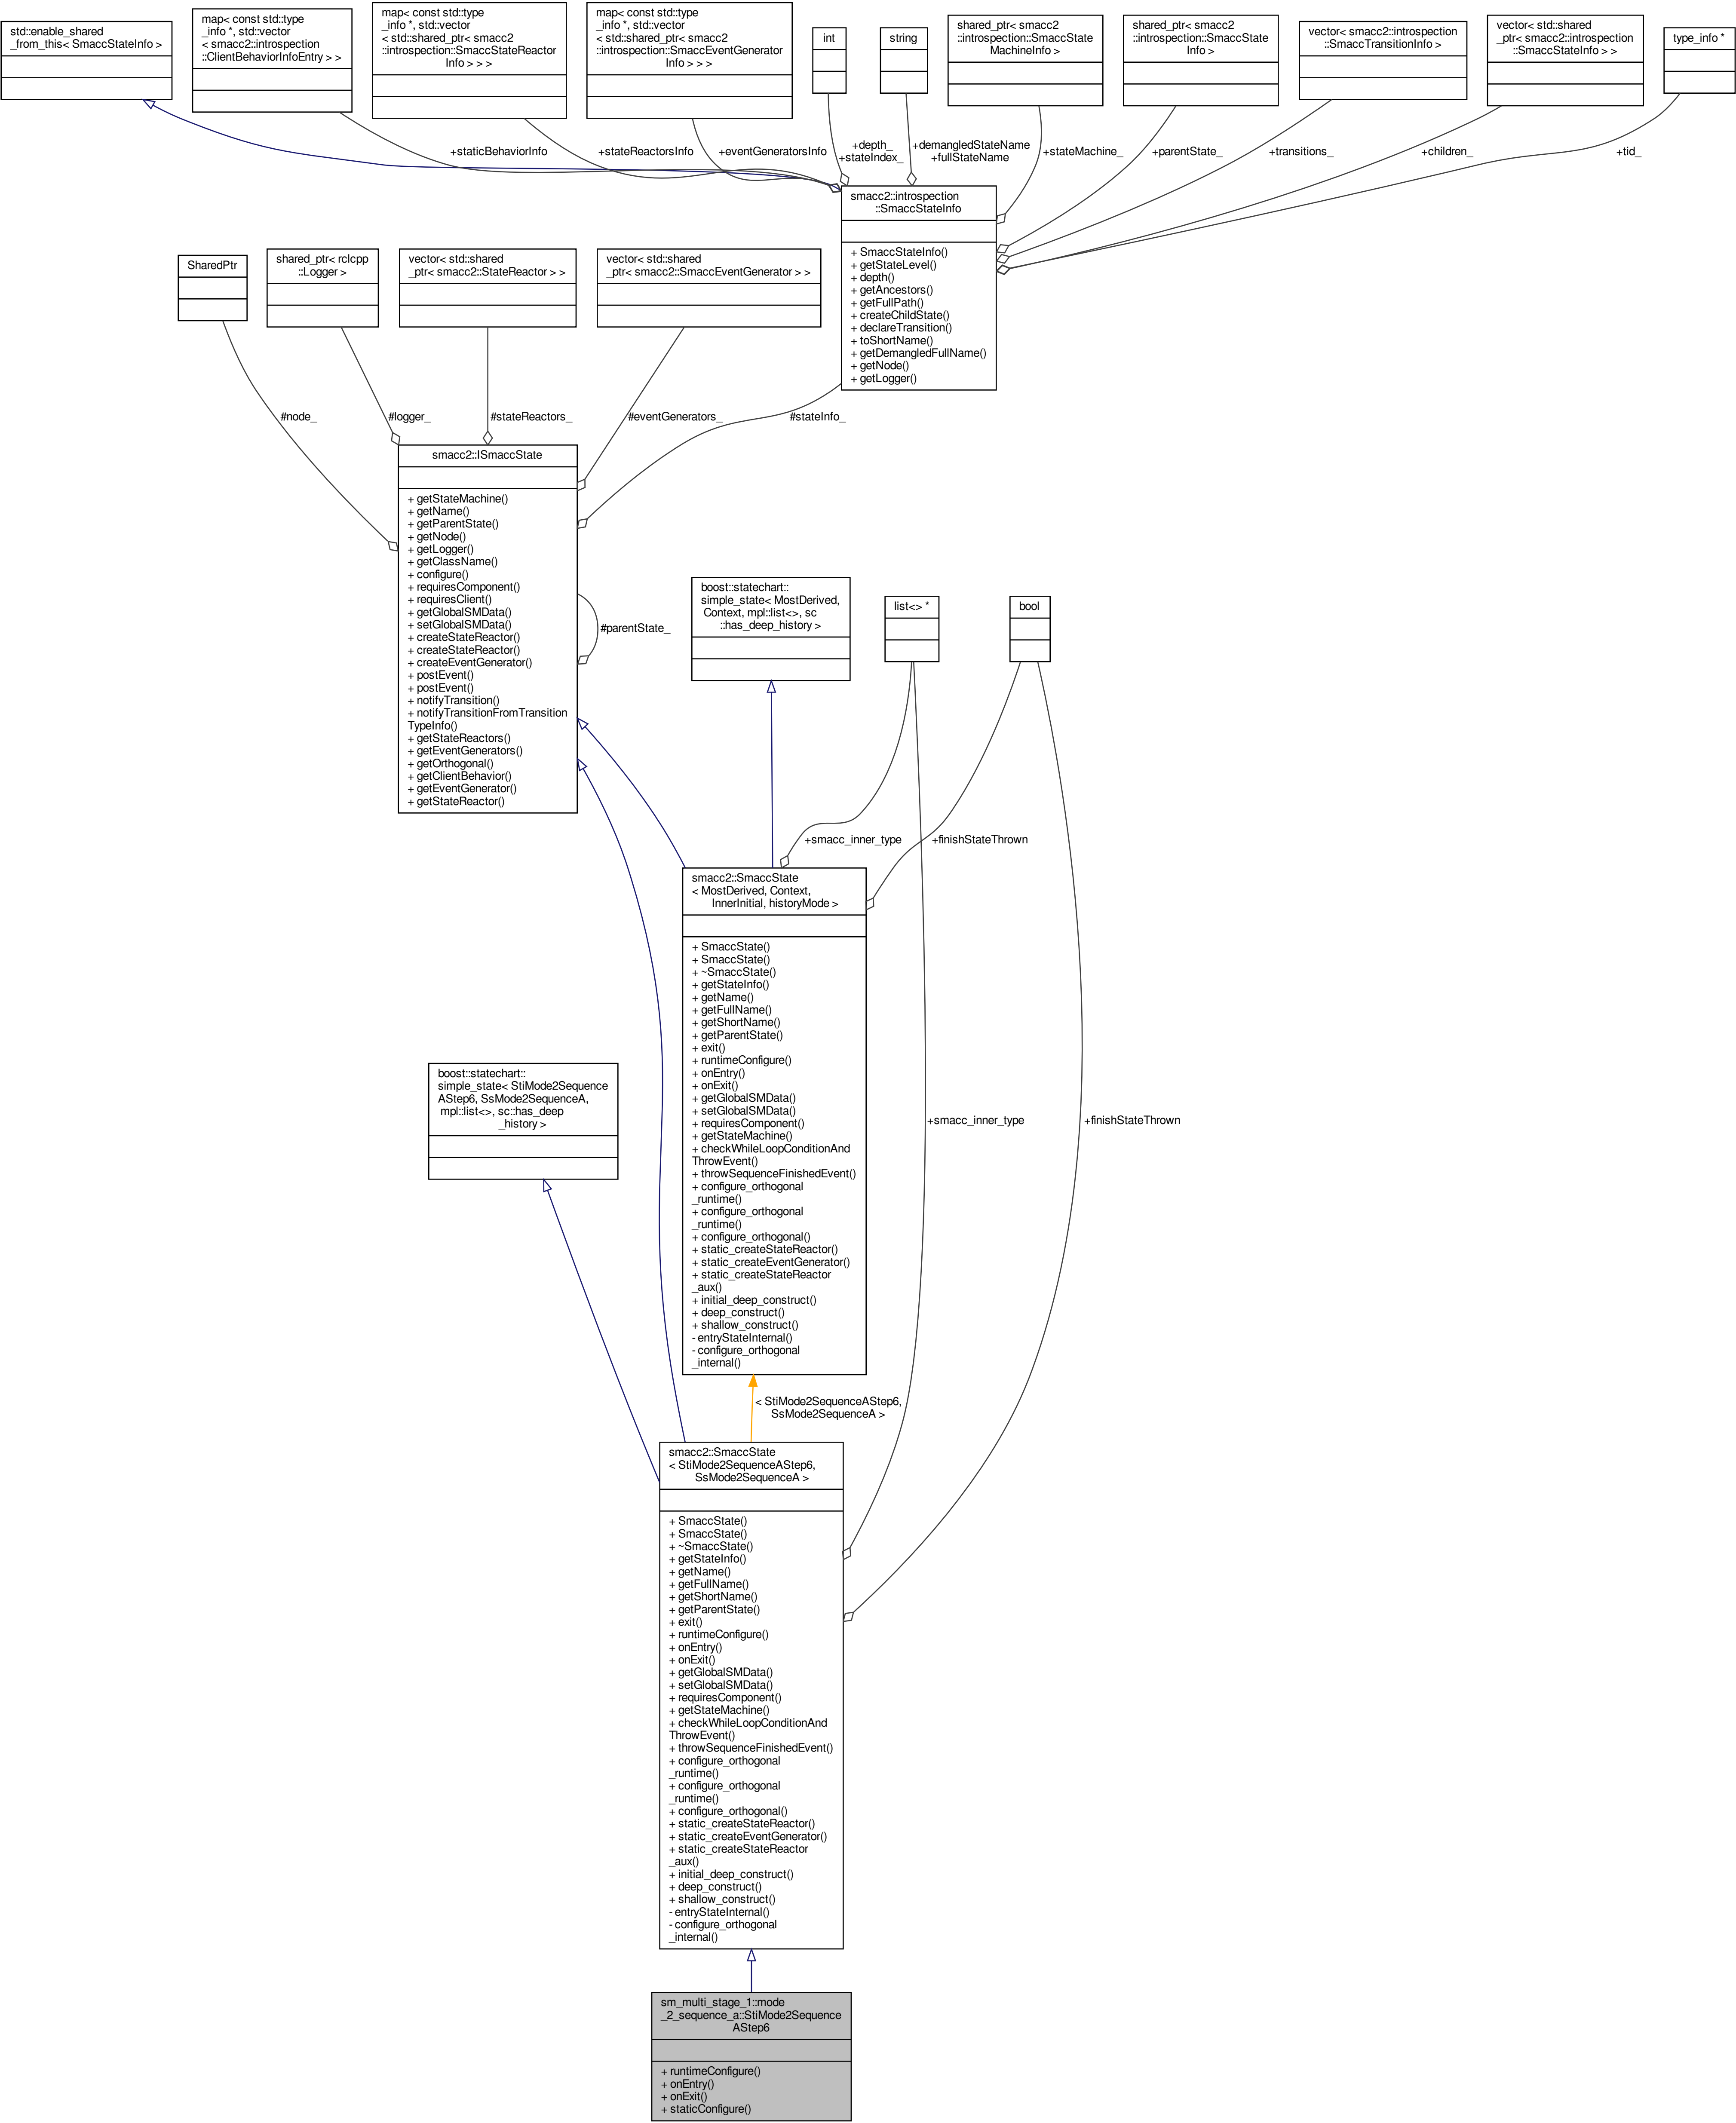 std::enable_shared
_from_this< SmaccStateInfo >
map< const std::type
_info *, std::vector
< smacc2::introspection
::ClientBehaviorInfoEntry > >
map< const std::type
_info *, std::vector
< std::shared_ptr< smacc2
::introspection::SmaccStateReactor
Info > > >
map< const std::type
_info *, std::vector
< std::shared_ptr< smacc2
::introspection::SmaccEventGenerator
Info > > >
int
string
shared_ptr< smacc2
::introspection::SmaccState
MachineInfo >
shared_ptr< smacc2
::introspection::SmaccState
Info >
vector< smacc2::introspection
::SmaccTransitionInfo >
vector< std::shared
_ptr< smacc2::introspection
::SmaccStateInfo > >
type_info *
+staticBehaviorInfo
+stateReactorsInfo
+eventGeneratorsInfo
+depth_
+stateIndex_
+demangledStateName
+fullStateName
+stateMachine_
+parentState_
+transitions_
+children_
+tid_
smacc2::introspection
::SmaccStateInfo
+ SmaccStateInfo()
+ getStateLevel()
+ depth()
+ getAncestors()
+ getFullPath()
+ createChildState()
+ declareTransition()
+ toShortName()
+ getDemangledFullName()
+ getNode()
+ getLogger()
SharedPtr
shared_ptr< rclcpp
::Logger >
vector< std::shared
_ptr< smacc2::StateReactor > >
vector< std::shared
_ptr< smacc2::SmaccEventGenerator > >
#node_
#logger_
#stateReactors_
#eventGenerators_
#stateInfo_
smacc2::ISmaccState
+ getStateMachine()
+ getName()
+ getParentState()
+ getNode()
+ getLogger()
+ getClassName()
+ configure()
+ requiresComponent()
+ requiresClient()
+ getGlobalSMData()
+ setGlobalSMData()
+ createStateReactor()
+ createStateReactor()
+ createEventGenerator()
+ postEvent()
+ postEvent()
+ notifyTransition()
+ notifyTransitionFromTransition
TypeInfo()
+ getStateReactors()
+ getEventGenerators()
+ getOrthogonal()
+ getClientBehavior()
+ getEventGenerator()
+ getStateReactor()
#parentState_
boost::statechart::
simple_state< MostDerived,
Context, mpl::list<>, sc
::has_deep_history >
list<> *
bool
+smacc_inner_type
+finishStateThrown
smacc2::SmaccState
< MostDerived, Context,
InnerInitial, historyMode >
+ SmaccState()
+ SmaccState()
+ ~SmaccState()
+ getStateInfo()
+ getName()
+ getFullName()
+ getShortName()
+ getParentState()
+ exit()
+ runtimeConfigure()
+ onEntry()
+ onExit()
+ getGlobalSMData()
+ setGlobalSMData()
+ requiresComponent()
+ getStateMachine()
+ checkWhileLoopConditionAnd
ThrowEvent()
+ throwSequenceFinishedEvent()
+ configure_orthogonal
_runtime()
+ configure_orthogonal
_runtime()
+ configure_orthogonal()
+ static_createStateReactor()
+ static_createEventGenerator()
+ static_createStateReactor
_aux()
+ initial_deep_construct()
+ deep_construct()
+ shallow_construct()
- entryStateInternal()
- configure_orthogonal
_internal()
boost::statechart::
simple_state< StiMode2Sequence
AStep6, SsMode2SequenceA,
mpl::list<>, sc::has_deep
_history >
+smacc_inner_type
+finishStateThrown
< StiMode2SequenceAStep6,
SsMode2SequenceA >
smacc2::SmaccState
< StiMode2SequenceAStep6,
SsMode2SequenceA >
+ SmaccState()
+ SmaccState()
+ ~SmaccState()
+ getStateInfo()
+ getName()
+ getFullName()
+ getShortName()
+ getParentState()
+ exit()
+ runtimeConfigure()
+ onEntry()
+ onExit()
+ getGlobalSMData()
+ setGlobalSMData()
+ requiresComponent()
+ getStateMachine()
+ checkWhileLoopConditionAnd
ThrowEvent()
+ throwSequenceFinishedEvent()
+ configure_orthogonal
_runtime()
+ configure_orthogonal
_runtime()
+ configure_orthogonal()
+ static_createStateReactor()
+ static_createEventGenerator()
+ static_createStateReactor
_aux()
+ initial_deep_construct()
+ deep_construct()
+ shallow_construct()
- entryStateInternal()
- configure_orthogonal
_internal()
sm_multi_stage_1::mode
_2_sequence_a::StiMode2Sequence
AStep6
+ runtimeConfigure()
+ onEntry()
+ onExit()
+ staticConfigure()